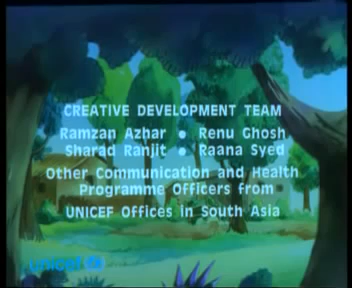 CREATIVE DEVELOPMENT TEAM
Ramzan Azhar • Renu Ghosh
Sharad Ranjit • Raana Syed
Other Communication and Health
Programme Officers from
UNICEF Offices in South Asia
unicef